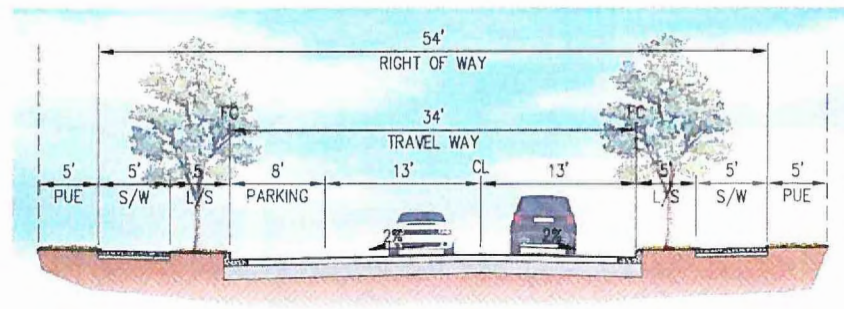 54'
RIGHT OF WAY
FC FC
34'
TRAVEL WAY
5' 5' 5' 8' 13' CL 13' 5' 5' 5'
PUE S/W L/S PARKING L/S S/W PUE
2% 2%